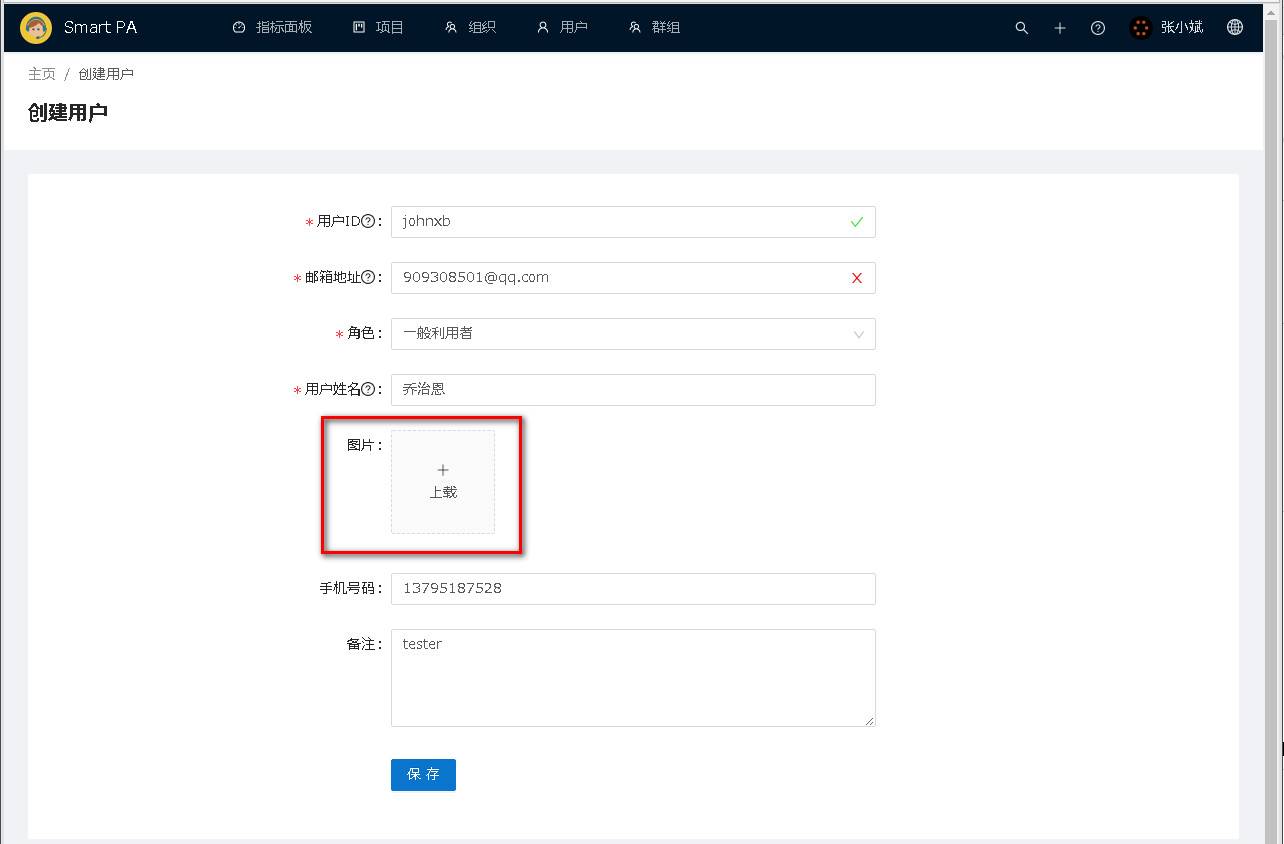 Smart PA 指标面板 项目 组织 用户 群组 张小斌
主页 / 创建用户
创建用户
* 用户ID: johnxb
* 邮箱地址: 909308501@qq.com
* 角色: 一般利用者
* 用户姓名: 乔治恩
图片: +
上载
手机号码: 13795187528
备注: tester
保 存